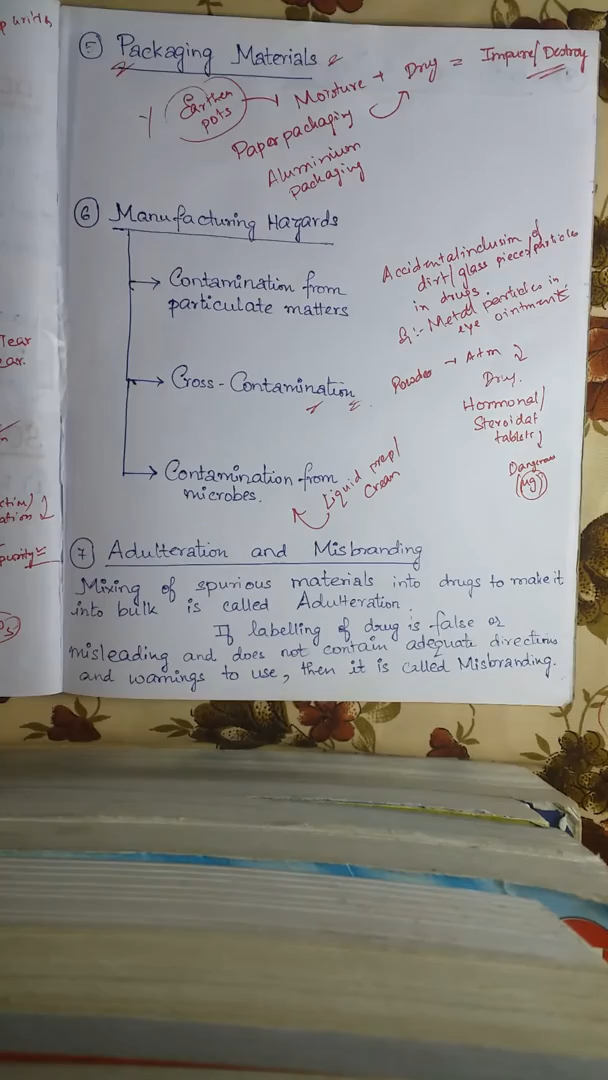 ⑤ Packaging Materials
Earthen pots → Moisture + Drug = Impure/Destroy
Paper packaging
Aluminium packaging
⑥ Manufacturing Hazards
→ Contamination from
particulate matters
Accidental inclusion of
dirt/glass pieces/particles
in drugs.
Metal particles in
eye ointments
→ Cross-Contamination
Powder → Atm
Drug.
Hormonal/
Steroidal
tablets
Dangerous
(μg)
→ Contamination from
microbes.
Liquid prep/
Cream
⑦ Adulteration and Misbranding
Mixing of spurious materials into drugs to make it
into bulk is called Adulteration.
If labelling of drug is false or
misleading and does not contain adequate directions
and warnings to use, then it is called Misbranding.